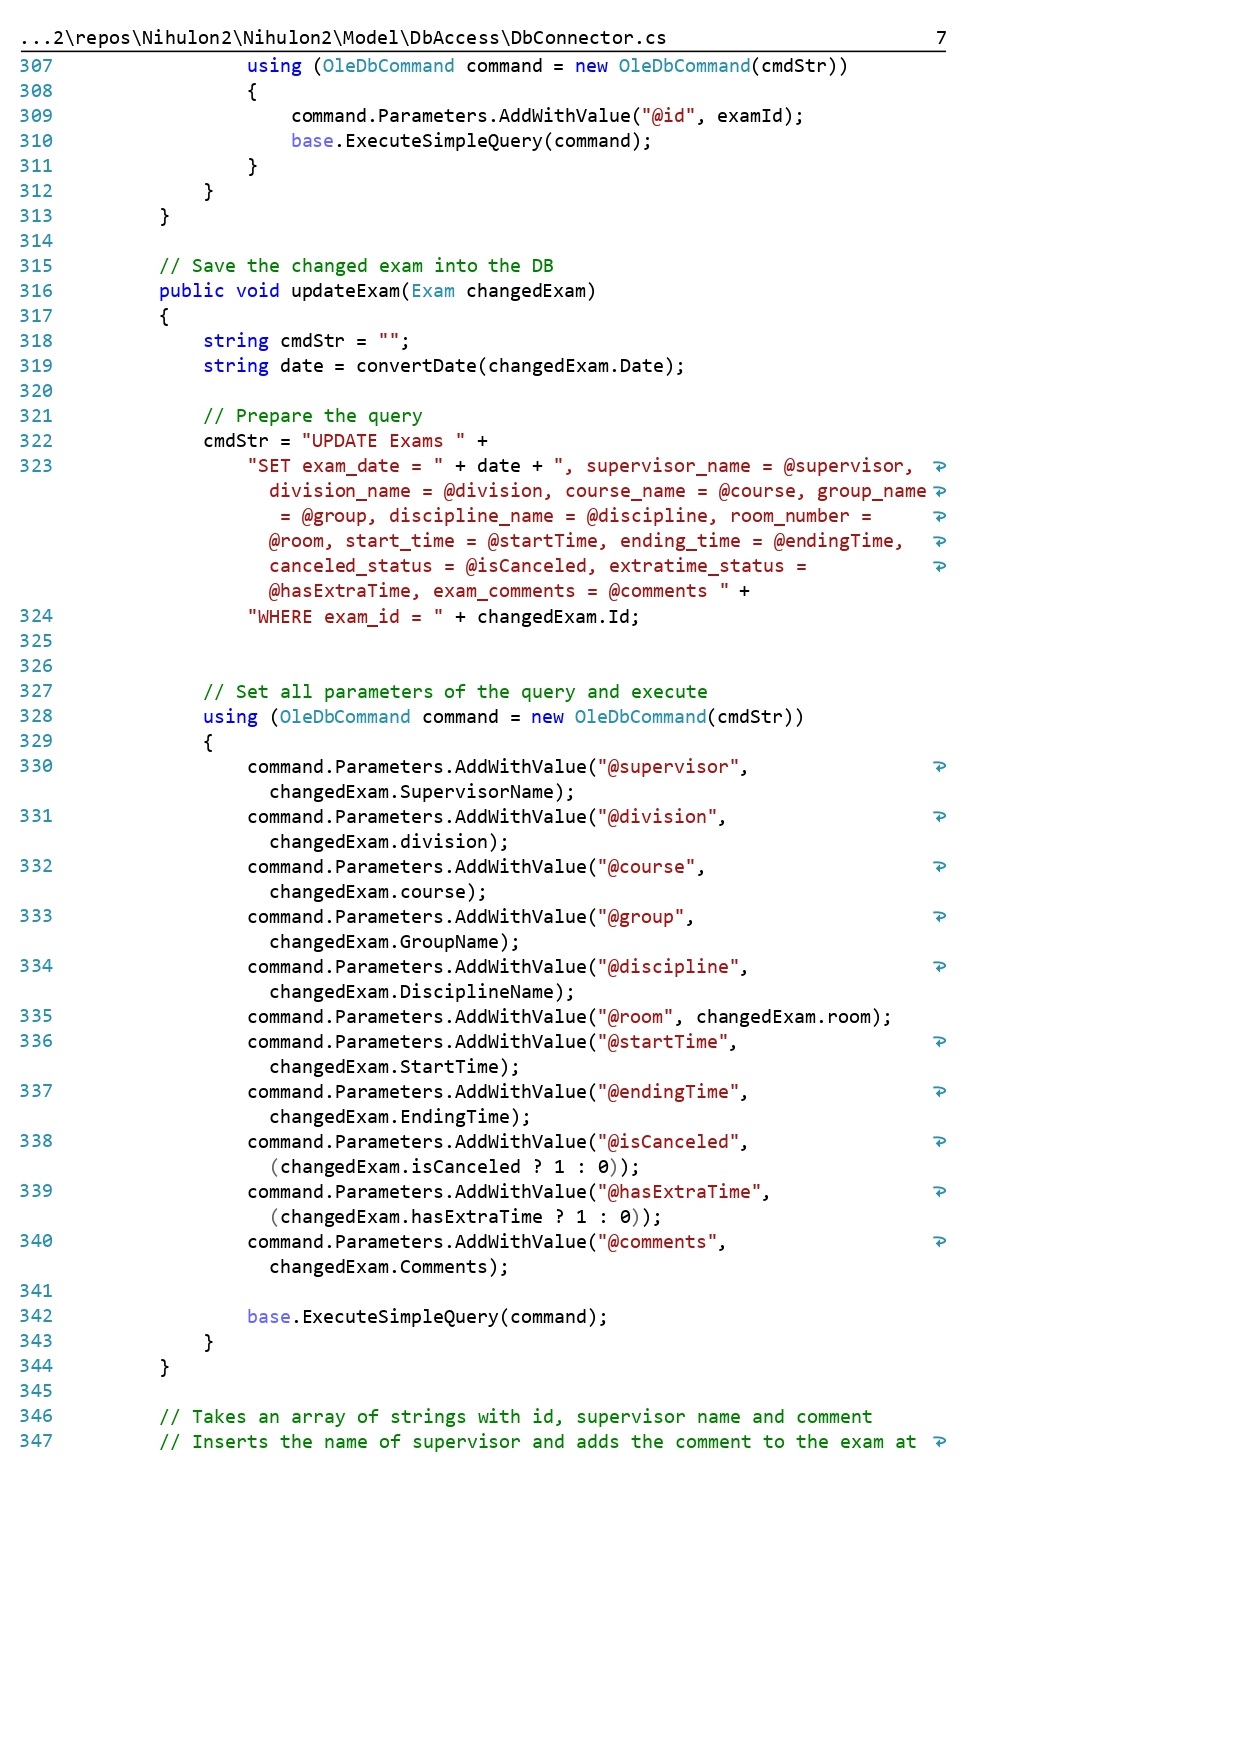 ...2\repos\Nihulon2\Nihulon2\Model\DbAccess\DbConnector.cs 7
307 using (OleDbCommand command = new OleDbCommand(cmdStr))
308 {
309 command.Parameters.AddWithValue("@id", examId);
310 base.ExecuteSimpleQuery(command);
311 }
312 }
313 }
314
315 // Save the changed exam into the DB
316 public void updateExam(Exam changedExam)
317 {
318 string cmdStr = "";
319 string date = convertDate(changedExam.Date);
320
321 // Prepare the query
322 cmdStr = "UPDATE Exams " +
323 "SET exam_date = " + date + ", supervisor_name = @supervisor,
division_name = @division, course_name = @course, group_name
= @group, discipline_name = @discipline, room_number =
@room, start_time = @startTime, ending_time = @endingTime,
canceled_status = @isCanceled, extratime_status =
@hasExtraTime, exam_comments = @comments " +
324 "WHERE exam_id = " + changedExam.Id;
325
326
327 // Set all parameters of the query and execute
328 using (OleDbCommand command = new OleDbCommand(cmdStr))
329 {
330 command.Parameters.AddWithValue("@supervisor",
changedExam.SupervisorName);
331 command.Parameters.AddWithValue("@division",
changedExam.division);
332 command.Parameters.AddWithValue("@course",
changedExam.course);
333 command.Parameters.AddWithValue("@group",
changedExam.GroupName);
334 command.Parameters.AddWithValue("@discipline",
changedExam.DisciplineName);
335 command.Parameters.AddWithValue("@room", changedExam.room);
336 command.Parameters.AddWithValue("@startTime",
changedExam.StartTime);
337 command.Parameters.AddWithValue("@endingTime",
changedExam.EndingTime);
338 command.Parameters.AddWithValue("@isCanceled",
(changedExam.isCanceled ? 1 : 0));
339 command.Parameters.AddWithValue("@hasExtraTime",
(changedExam.hasExtraTime ? 1 : 0));
340 command.Parameters.AddWithValue("@comments",
changedExam.Comments);
341
342 base.ExecuteSimpleQuery(command);
343 }
344 }
345
346 // Takes an array of strings with id, supervisor name and comment
347 // Inserts the name of supervisor and adds the comment to the exam at